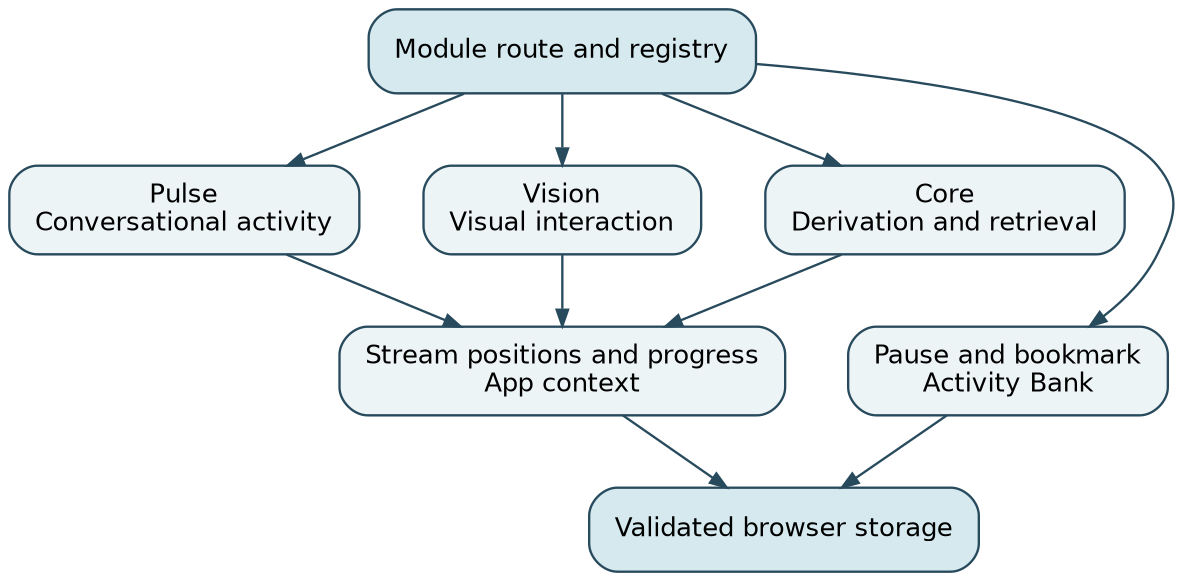 Module route and registry
Pulse
Conversational activity
Vision
Visual interaction
Core
Derivation and retrieval
Stream positions and progress
App context
Pause and bookmark
Activity Bank
Validated browser storage